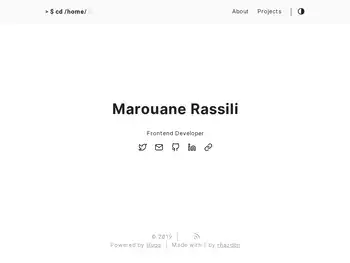 > $ cd /home/
About Projects
Marouane Rassili
Frontend Developer
© 2019
Powered by Hugo | Made with by rhazdon